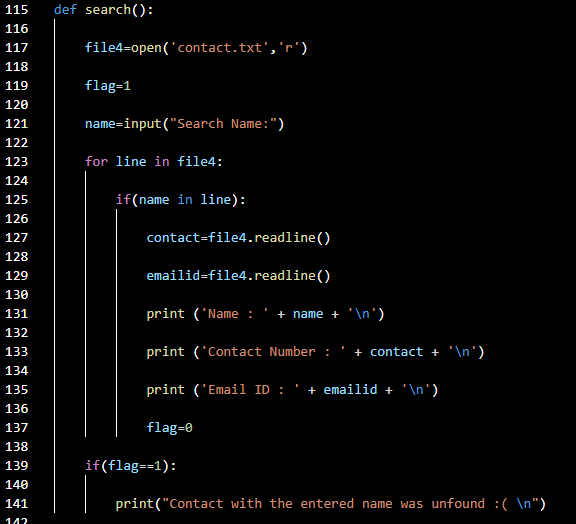 115 def search():
116
117 file4=open('contact.txt','r')
118
119 flag=1
120
121 name=input("Search Name:")
122
123 for line in file4:
124
125 if(name in line):
126
127 contact=file4.readline()
128
129 emailid=file4.readline()
130
131 print ('Name : ' + name + '\n')
132
133 print ('Contact Number : ' + contact + '\n')
134
135 print ('Email ID : ' + emailid + '\n')
136
137 flag=0
138
139 if(flag==1):
140
141 print("Contact with the entered name was unfound :( \n")
142